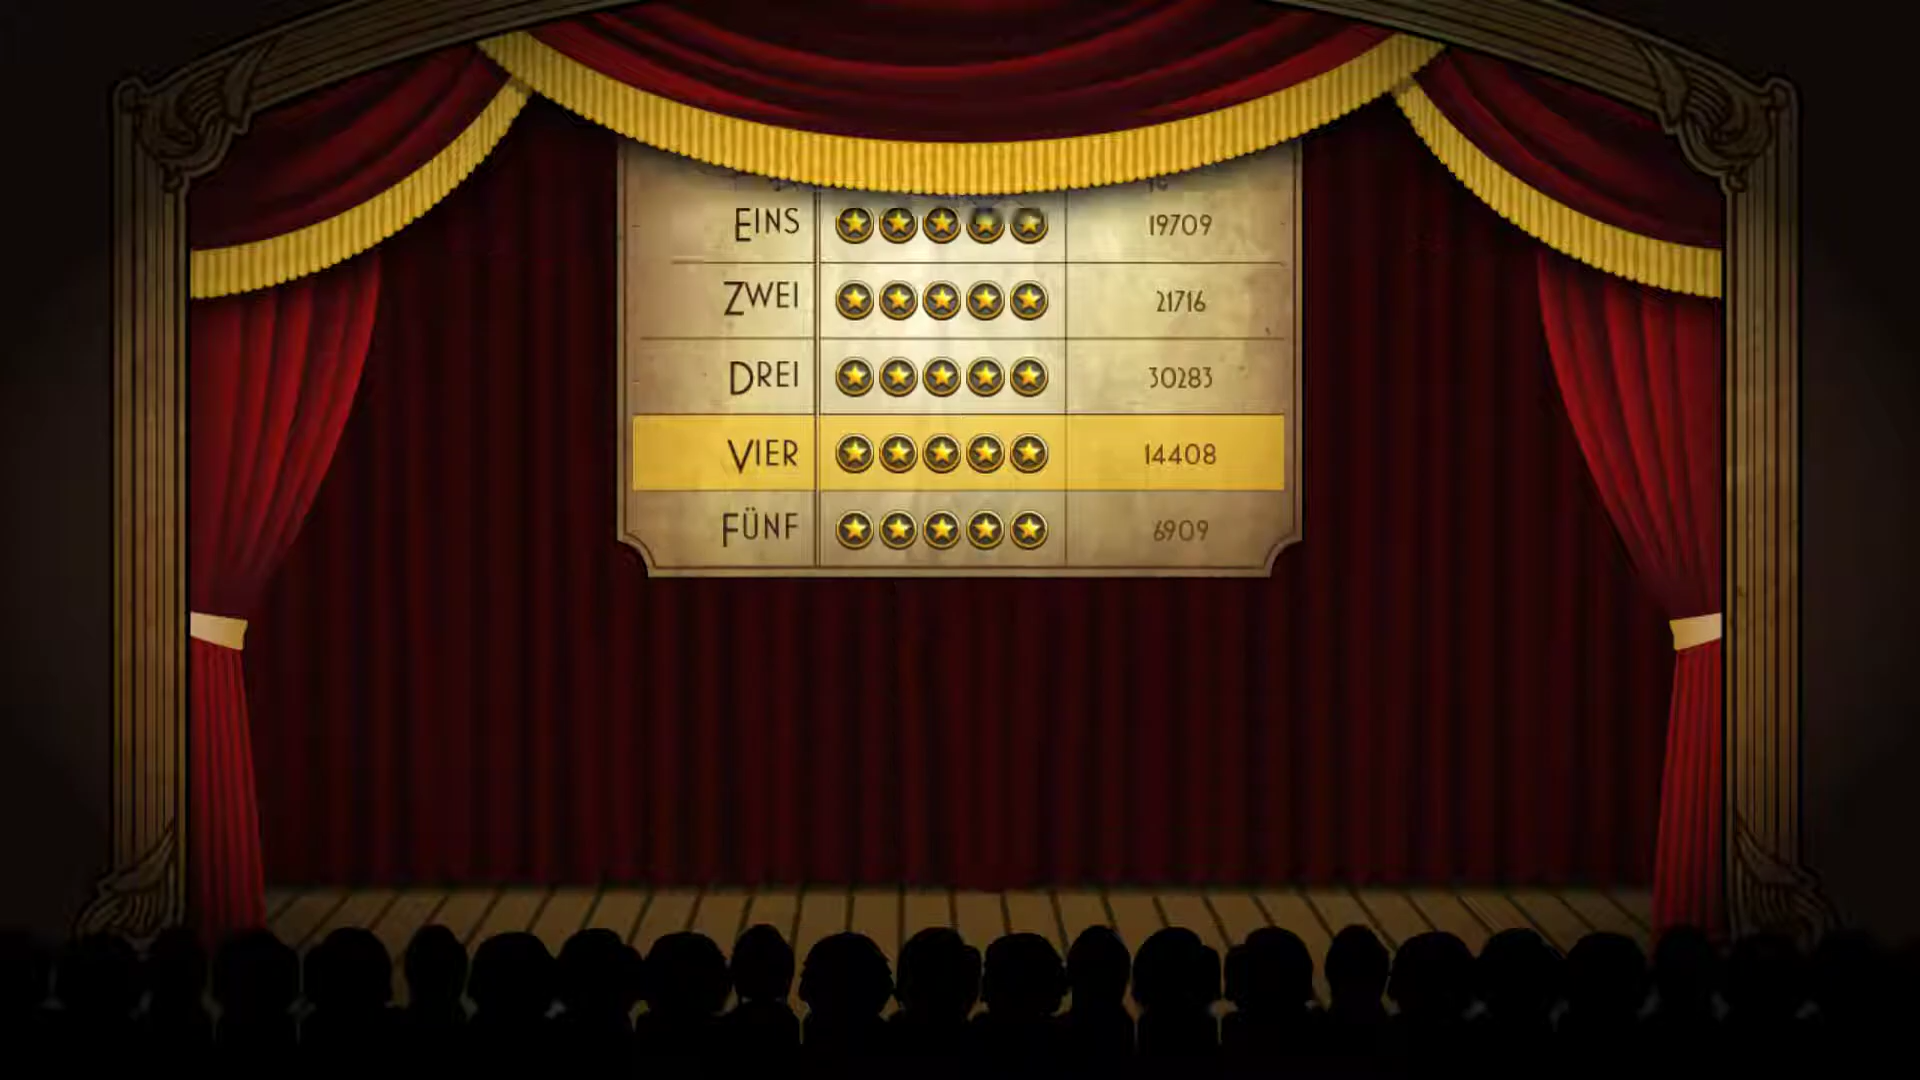 EINS 19709
ZWEI 21716
DREI 30283
VIER 14408
FÜNF 6909